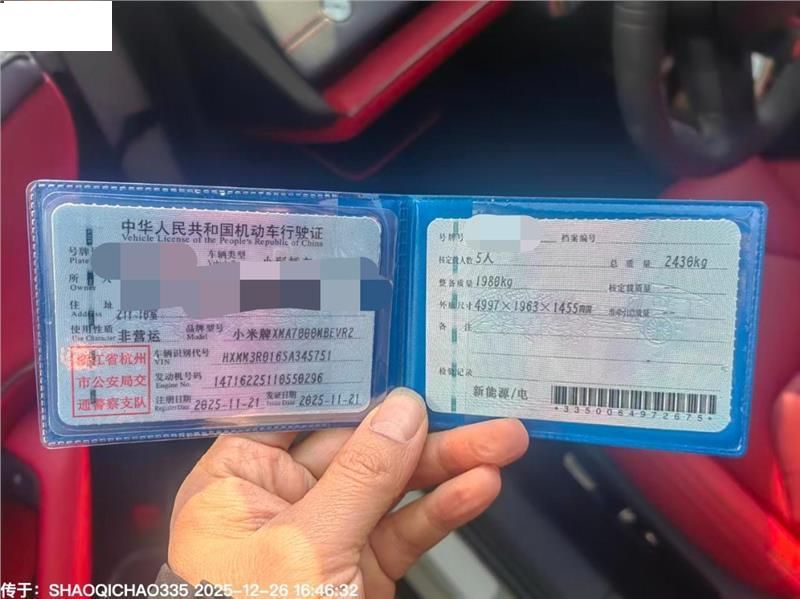 中华人民共和国机动车行驶证
Vehicle License of the People's Republic of China
号牌号
Plate
车辆类型
所 人
Owner
住 址
Address
使用性质
Use Character
非营运
品牌型号
小米牌XMA7000MBEVR2
浙江省杭州
市公安局交
通警察支队
车辆识别代号
VIN
HXMM3R0165A345751
发动机号码
Engine No.
14716225110550296
注册日期
Register Date
2025-11-21
发证日期
Issue Date
2025-11-21
号牌号
档案编号
核定载人数 5人
总 质 量 2430kg
整备质量 1980kg
核定载质量 --
外廓尺寸 4997×1963×1455mm
准牵引总质量 --
备 注
检验记录
新能源/电
*3350064972675*
传于：SHAOQICHAO335 2025-12-26 16:46:32